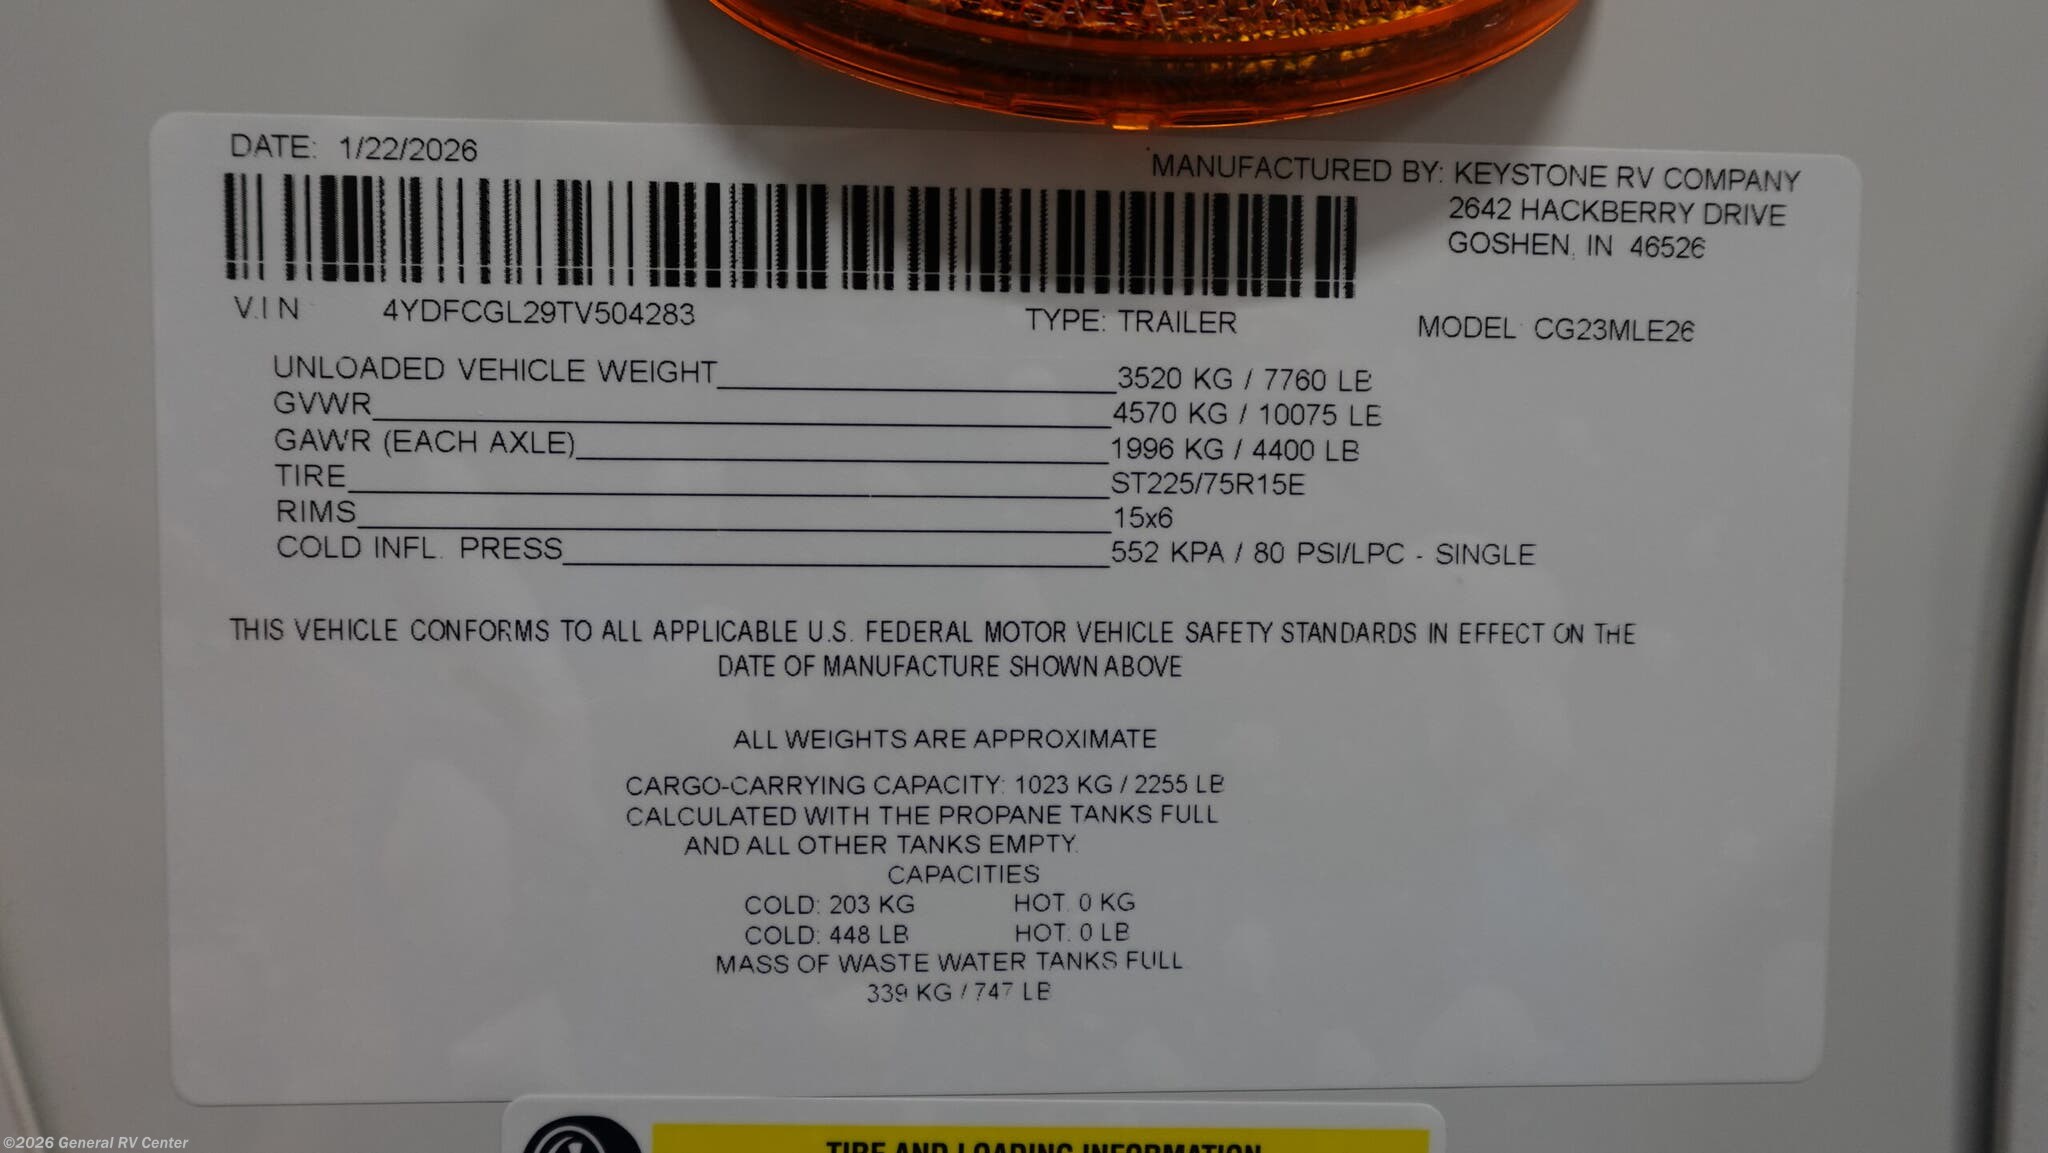 DATE: 1/22/2026
MANUFACTURED BY: KEYSTONE RV COMPANY
2642 HACKBERRY DRIVE
GOSHEN, IN 46526
V.I N 4YDFCGL29TV504283 TYPE: TRAILER MODEL: CG23MLE26
UNLOADED VEHICLE WEIGHT 3520 KG / 7760 LB
GVWR 4570 KG / 10075 LB
GAWR (EACH AXLE) 1996 KG / 4400 LB
TIRE ST225/75R15E
RIMS 15x6
COLD INFL. PRESS 552 KPA / 80 PSI/LPC - SINGLE
THIS VEHICLE CONFORMS TO ALL APPLICABLE U.S. FEDERAL MOTOR VEHICLE SAFETY STANDARDS IN EFFECT ON THE
DATE OF MANUFACTURE SHOWN ABOVE
ALL WEIGHTS ARE APPROXIMATE
CARGO-CARRYING CAPACITY: 1023 KG / 2255 LB
CALCULATED WITH THE PROPANE TANKS FULL
AND ALL OTHER TANKS EMPTY.
CAPACITIES
COLD: 203 KG HOT: 0 KG
COLD: 448 LB HOT: 0 LB
MASS OF WASTE WATER TANKS FULL
339 KG / 747 LB
TIRE AND LOADING INFORMATION
©2026 General RV Center